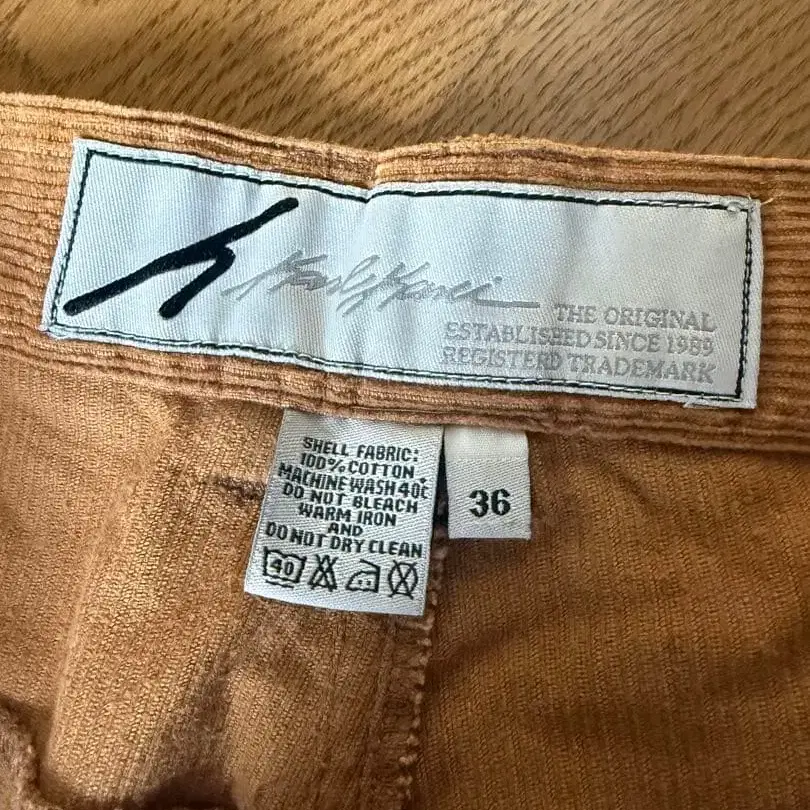 Karl Kani
THE ORIGINAL
ESTABLISHED SINCE 1989
REGISTERD TRADEMARK
SHELL FABRIC:
100% COTTON.
MACHINE WASH 40C
DO NOT BLEACH
WARM IRON
AND
DO NOT DRY CLEAN
40
36